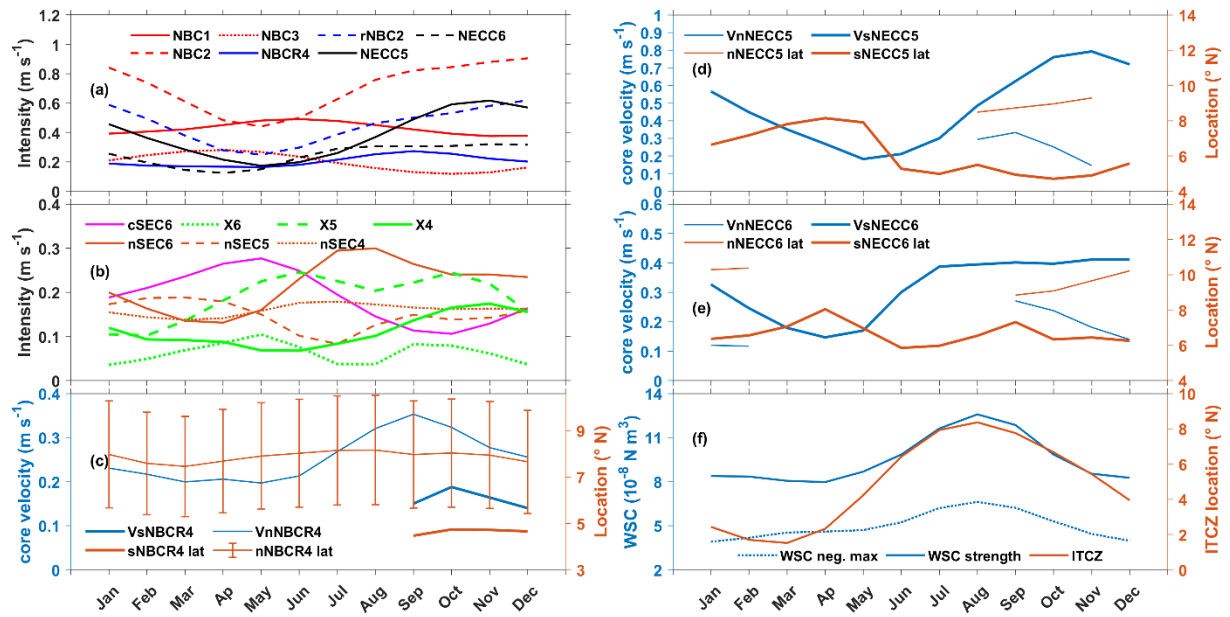 Intensity (m s⁻¹)
1.2
1
0.8
0.6
0.4
0.2
0
NBC1 NBC3 rNBC2 NECC6
NBC2 NBCR4 NECC5
(a)
Intensity (m s⁻¹)
0.4
0.3
0.2
0.1
0
cSEC6 X6 X5 X4
nSEC6 nSEC5 nSEC4
(b)
core velocity (m s⁻¹)
0.4
0.3
0.2
0.1
0
(c)
VsNBCR4 VnNBCR4
sNBCR4 lat nNBCR4 lat
9
7
5
3
Location (° N)
Jan Feb Mar Ap May Jun Jul Aug Sep Oct Nov Dec
core velocity (m s⁻¹)
1
0.9
0.8
0.7
0.6
0.5
0.4
0.3
0.2
0.1
0
VnNECC5 VsNECC5
nNECC5 lat sNECC5 lat
(d)
14
12
10
8
6
4
Location (° N)
core velocity (m s⁻¹)
0.6
0.5
0.4
0.3
0.2
0.1
0
VnNECC6 VsNECC6
nNECC6 lat sNECC6 lat
(e)
14
12
10
8
6
4
Location (° N)
WSC (10⁻⁸ N m³)
14
11
8
5
2
(f)
WSC neg. max WSC strength ITCZ
10
9
8
7
6
5
4
3
2
1
0
ITCZ location (° N)
Jan Feb Mar Ap May Jun Jul Aug Sep Oct Nov Dec